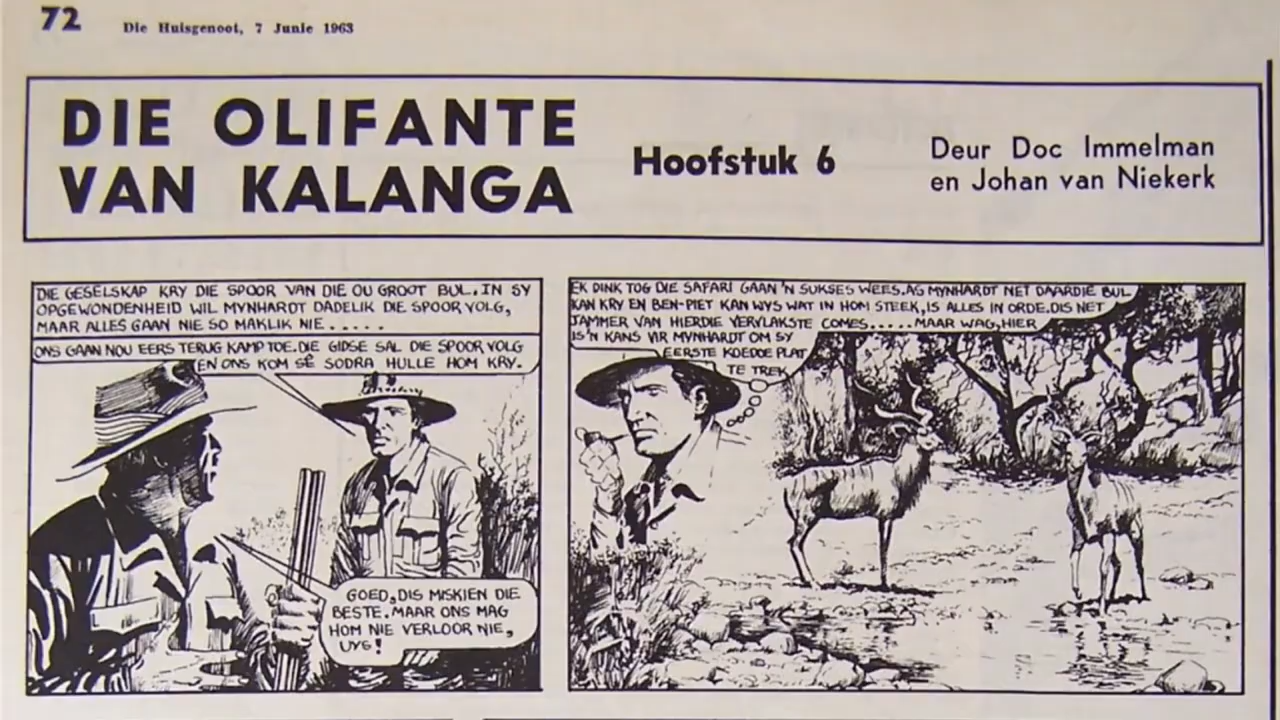 72 Die Huisgenoot, 7 Junie 1963
DIE OLIFANTE
VAN KALANGA
Hoofstuk 6
Deur Doc Immelman
en Johan van Niekerk
DIE GESELSKAP KRY DIE SPOOR VAN DIE OU GROOT BUL. IN SY
OPGEWONDENHEID WIL MYNHARDT DADELIK DIE SPOOR VOLG,
MAAR ALLES GAAN NIE SO MAKLIK NIE.....
ONS GAAN NOU EERS TERUG KAMP TOE. DIE GIDSE SAL DIE SPOOR VOLG
EN ONS KOM SÊ SODRA HULLE HOM KRY.
GOED, DIS MISKIEN DIE
BESTE. MAAR ONS MAG
HOM NIE VERLOOR NIE,
UYS!
EK DINK TOG DIE SAFARI GAAN 'N SUKSES WEES. AS MYNHARDT NET DAARDIE BUL
KAN KRY EN BEN-PIET KAN WYS WAT IN HOM STEEK, IS ALLES IN ORDE. DIS NET
JAMMER VAN HIERDIE VERYLAKSTE COMES..... MAAR WAG, HIER
IS 'N KANS VIR MYNHARDT OM SY
EERSTE KOEDOE PLAT
TE TREK